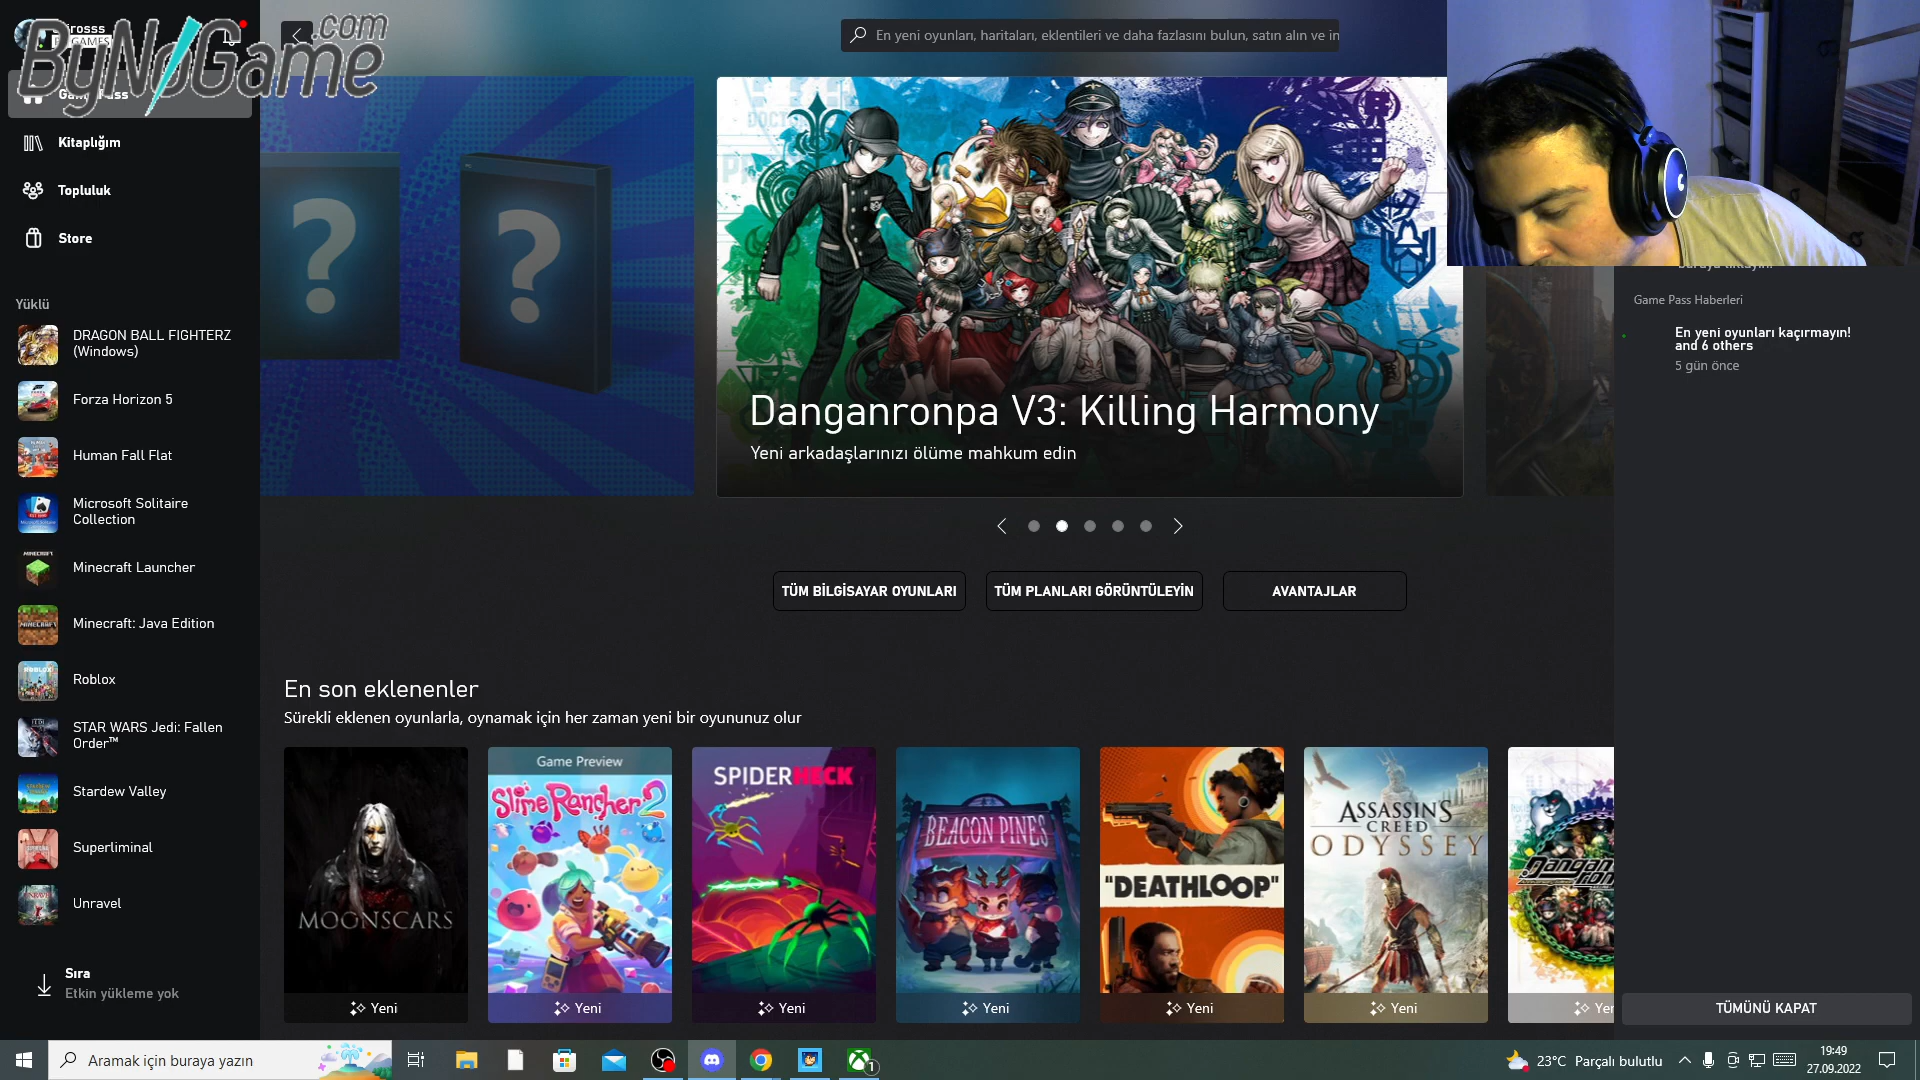 ByNoGame.com
Kitaplığım
Topluluk
Store
Yüklü
DRAGON BALL FIGHTERZ
(Windows)
Forza Horizon 5
Human Fall Flat
Microsoft Solitaire
Collection
Minecraft Launcher
Minecraft: Java Edition
Roblox
STAR WARS Jedi: Fallen
Order™
Stardew Valley
Superliminal
Unravel
Sıra
Etkin yükleme yok
En yeni oyunları, haritaları, eklentileri ve daha fazlasını bulun, satın alın ve in
? ?
Danganronpa V3: Killing Harmony
Yeni arkadaşlarınızı ölüme mahkum edin
TÜM BİLGİSAYAR OYUNLARI
TÜM PLANLARI GÖRÜNTÜLEYİN
AVANTAJLAR
En son eklenenler
Sürekli eklenen oyunlarla, oynamak için her zaman yeni bir oyununuz olur
MOONSCARS
Yeni
Game Preview
Slime Rancher 2
Yeni
SPIDERHECK
Yeni
BEACON PINES
Yeni
"DEATHLOOP"
Yeni
ASSASSIN'S
CREED
ODYSSEY
Yeni
Game Pass Haberleri
En yeni oyunları kaçırmayın!
and 6 others
5 gün önce
TÜMÜNÜ KAPAT
Aramak için buraya yazın
1
23°C Parçalı bulutlu
19:49
27.09.2022